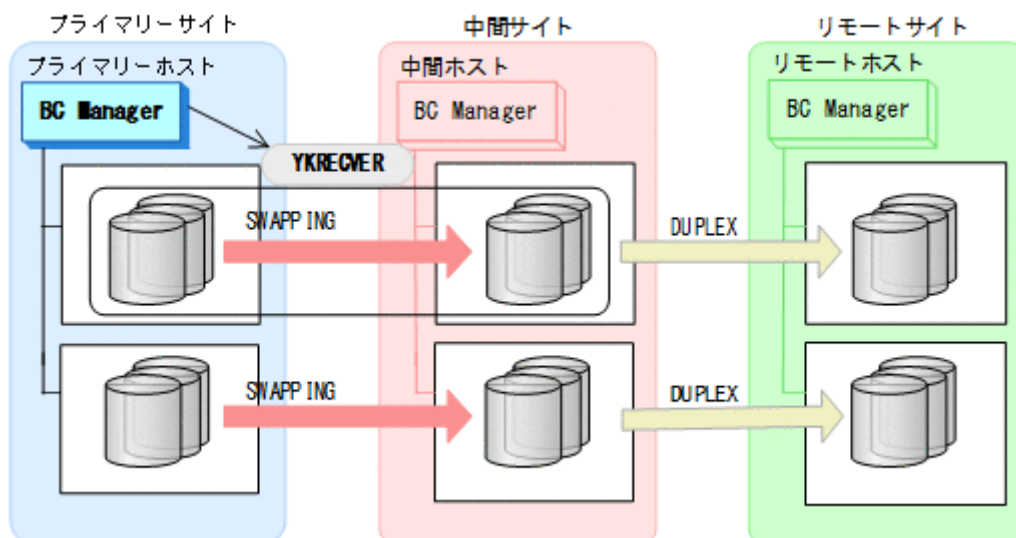 プライマリーサイト
中間サイト
リモートサイト
プライマリーホスト
中間ホスト
リモートホスト
BC Manager
BC Manager
BC Manager
YKRECVER
SWAPPING
DUPLEX
SWAPPING
DUPLEX